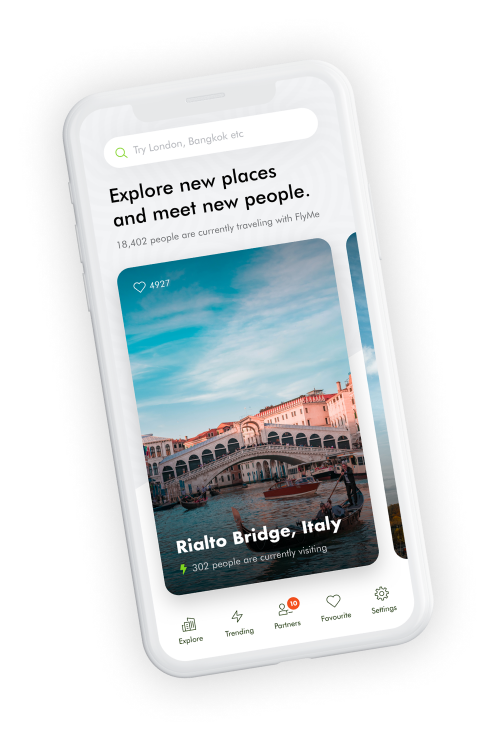 Try London, Bangkok etc
Explore new places
and meet new people.
18,402 people are currently traveling with FlyMe
4927
Rialto Bridge, Italy
302 people are currently visiting
10
Explore
Trending
Partners
Favourite
Settings